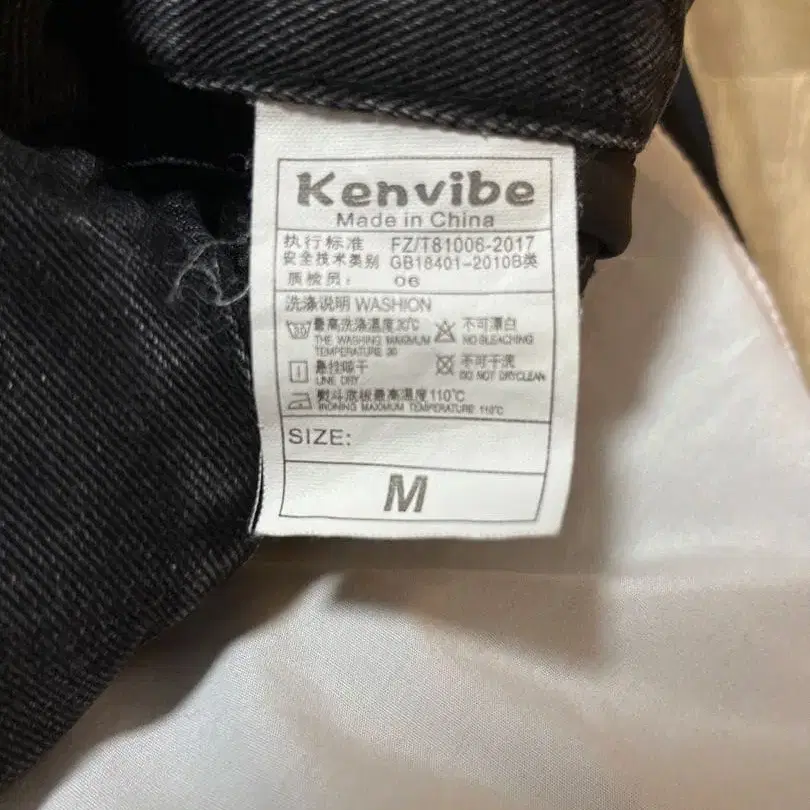 Kenvibe
Made in China
执行标准 FZ/T81006-2017
安全技术类别 GB18401-2010B类
质检员: 06
洗涤说明 WASHION
30 最高洗涤温度30℃
THE WASHING MAXIMUM
TEMPERATURE 30
不可漂白
NO BLEACHING
悬挂晾干
LINE DRY
不可干洗
DO NOT DRYCLEAN
熨斗底板最高温度110℃
IRONING MAXIMUM TEMPERATURE 110℃
SIZE:
M